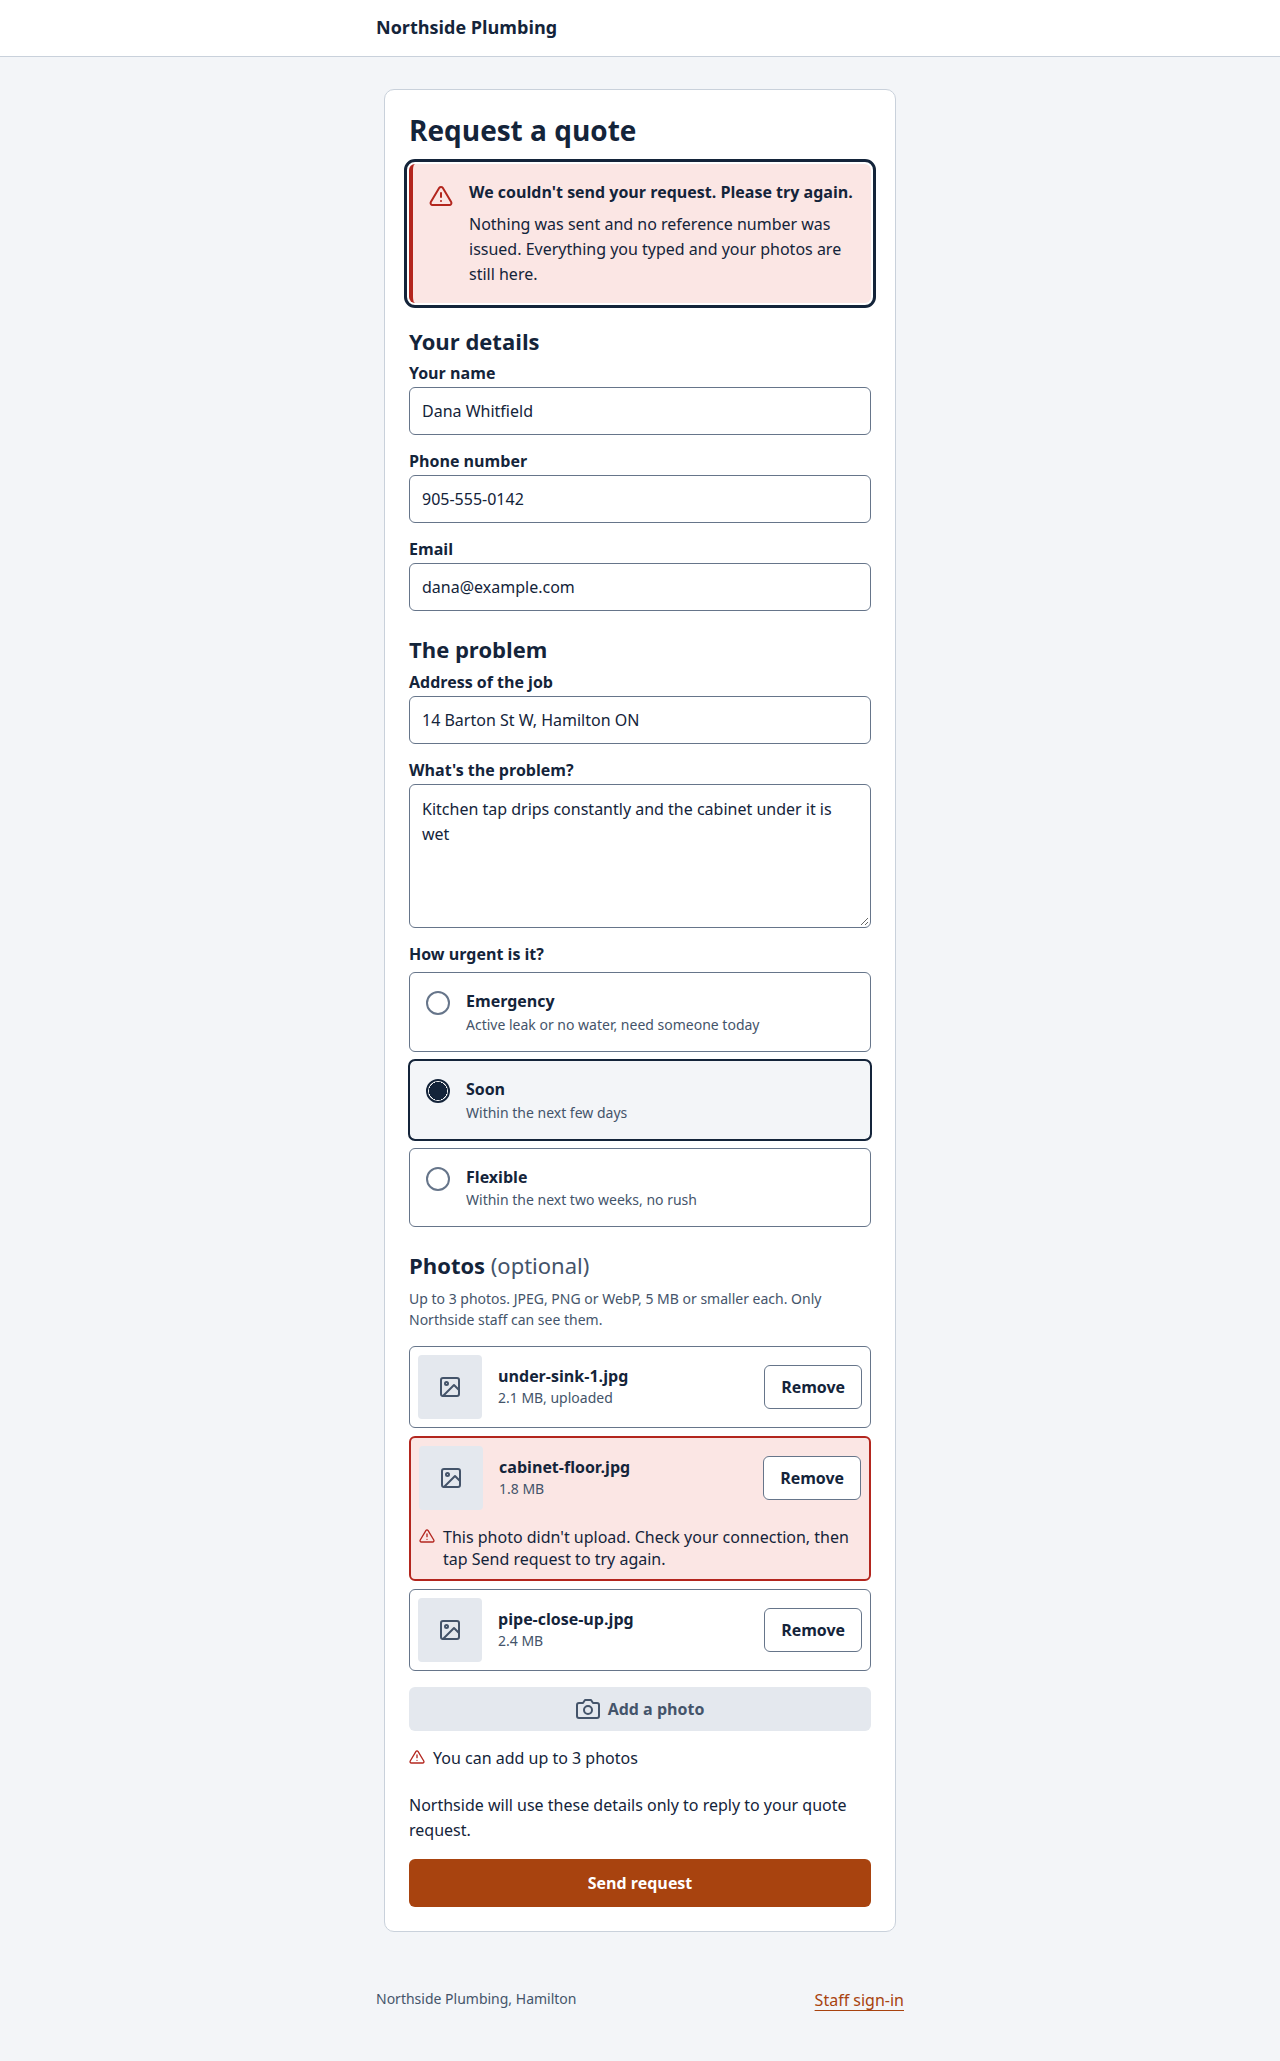 Northside Plumbing
Request a quote
We couldn't send your request. Please try again.
Nothing was sent and no reference number was
issued. Everything you typed and your photos are
still here.
Your details
Your name
Dana Whitfield
Phone number
905-555-0142
Email
dana@example.com
The problem
Address of the job
14 Barton St W, Hamilton ON
What's the problem?
Kitchen tap drips constantly and the cabinet under it is
wet
How urgent is it?
Emergency
Active leak or no water, need someone today
Soon
Within the next few days
Flexible
Within the next two weeks, no rush
Photos (optional)
Up to 3 photos. JPEG, PNG or WebP, 5 MB or smaller each. Only
Northside staff can see them.
under-sink-1.jpg
2.1 MB, uploaded
Remove
cabinet-floor.jpg
1.8 MB
Remove
This photo didn't upload. Check your connection, then
tap Send request to try again.
pipe-close-up.jpg
2.4 MB
Remove
Add a photo
You can add up to 3 photos
Northside will use these details only to reply to your quote
request.
Send request
Northside Plumbing, Hamilton
Staff sign-in